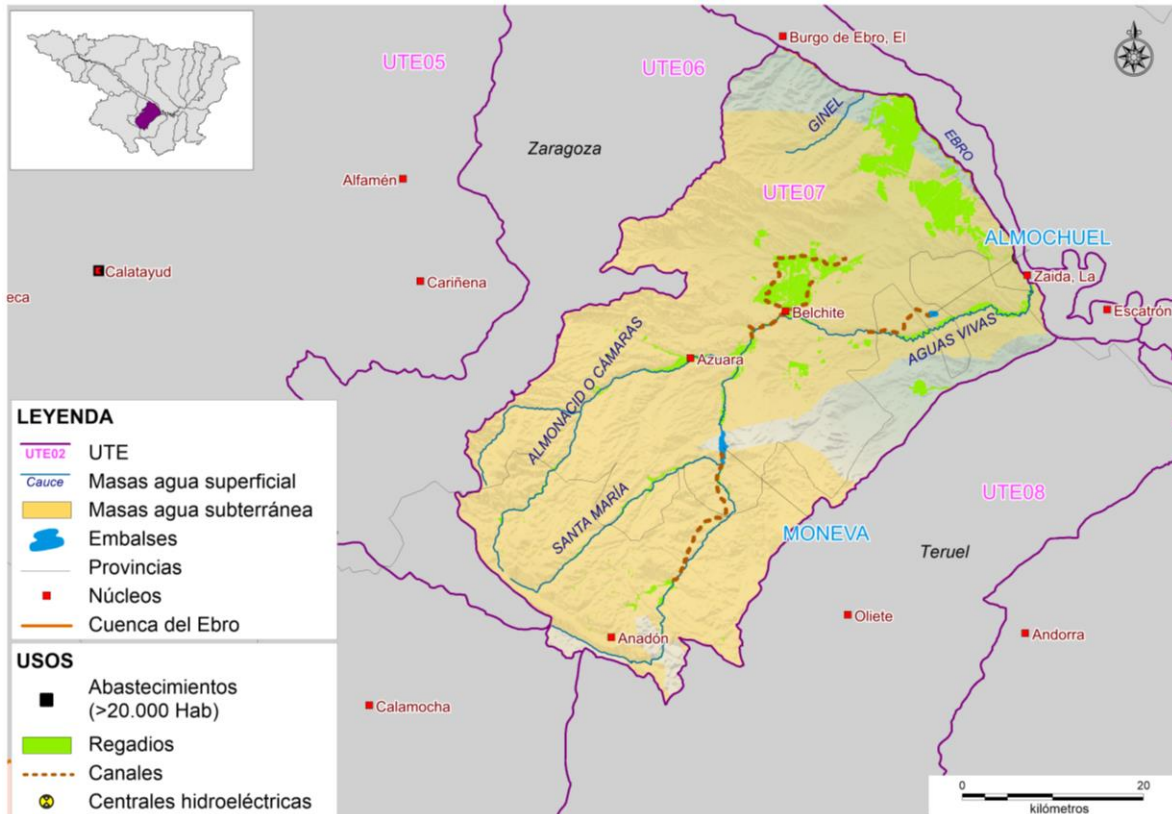 Burgo de Ebro, El
UTE05
UTE06
GINEL
EBRO
Zaragoza
Alfamén
UTE07
ALMOCHUEL
Calatayud
Zaida, La
eca
Cariñena
Escatrón
Belchite
AGUAS VIVAS
Azuara
ALMONACID O CÁMARAS
SANTA MARÍA
UTE08
MONEVA
Teruel
Oliete
Anadón
Andorra
Calamocha
LEYENDA
UTE02 UTE
Cauce Masas agua superficial
Masas agua subterránea
Embalses
Provincias
Núcleos
Cuenca del Ebro
USOS
Abastecimientos
(>20.000 Hab)
Regadios
Canales
Centrales hidroeléctricas
0 20
kilómetros